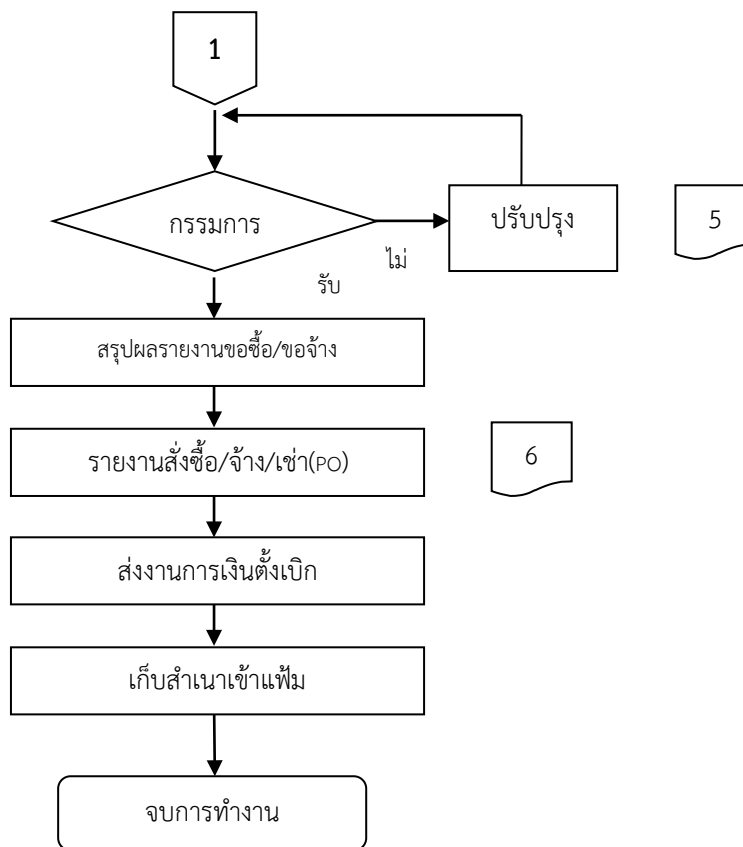 1
กรรมการ
ปรับปรุง
5
ไม่
รับ
สรุปผลรายงานขอซื้อ/ขอจ้าง
รายงานสั่งซื้อ/จ้าง/เช่า(PO)
6
ส่งงานการเงินตั้งเบิก
เก็บสำเนาเข้าแฟ้ม
จบการทำงาน